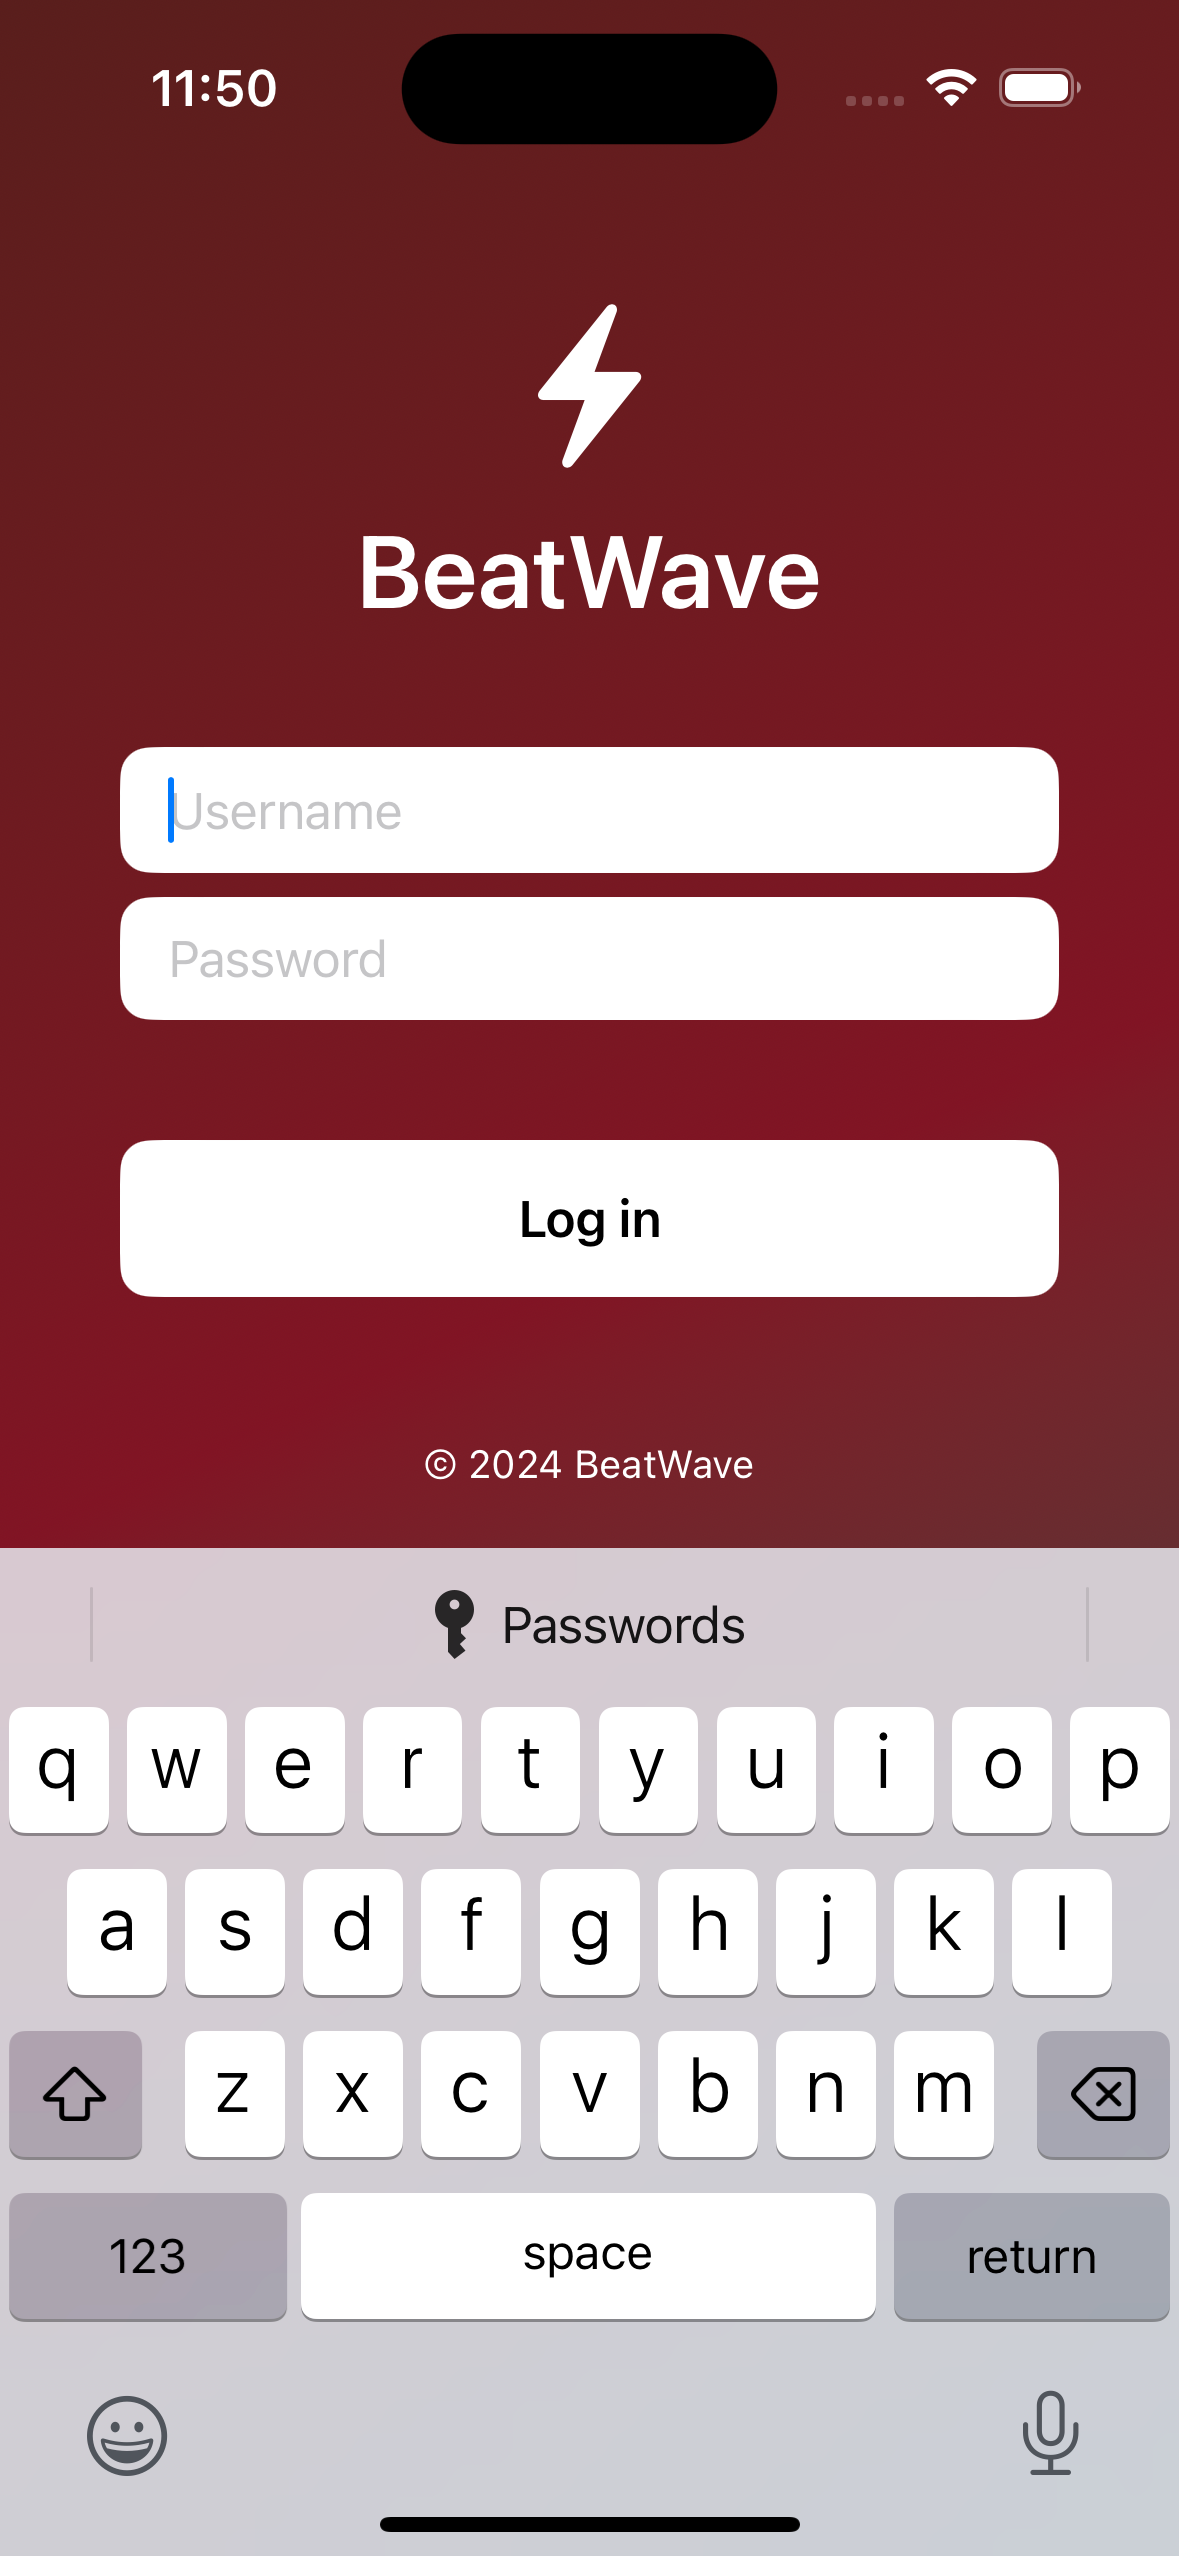 11:50
BeatWave
Username
Password
Log in
© 2024 BeatWave
Passwords
q w e r t y u i o p
a s d f g h j k l
z x c v b n m
123 space return